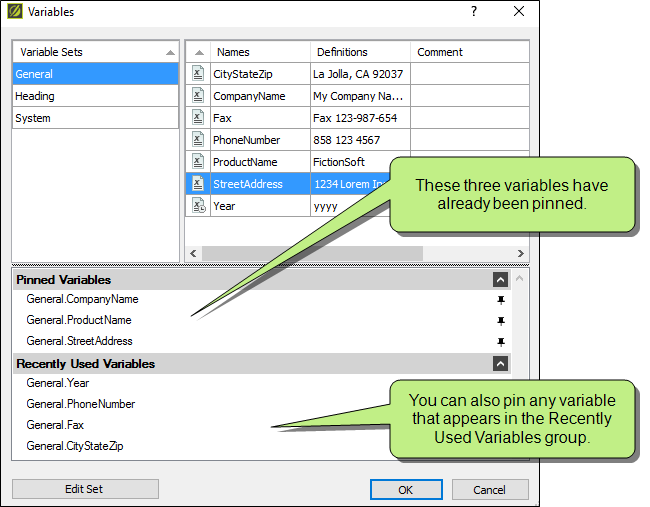 Variables
?
Variable Sets
General
Heading
System
Names Definitions Comment
CityStateZip La Jolla, CA 92037
CompanyName My Company Na...
Fax Fax 123-987-654
PhoneNumber 858 123 4567
ProductName FictionSoft
StreetAddress 1234 Lorem
Year yyyy
These three variables have
already been pinned.
Pinned Variables
General.CompanyName
General.ProductName
General.StreetAddress
Recently Used Variables
General.Year
General.PhoneNumber
General.Fax
General.CityStateZip
You can also pin any variable
that appears in the Recently
Used Variables group.
Edit Set
OK
Cancel